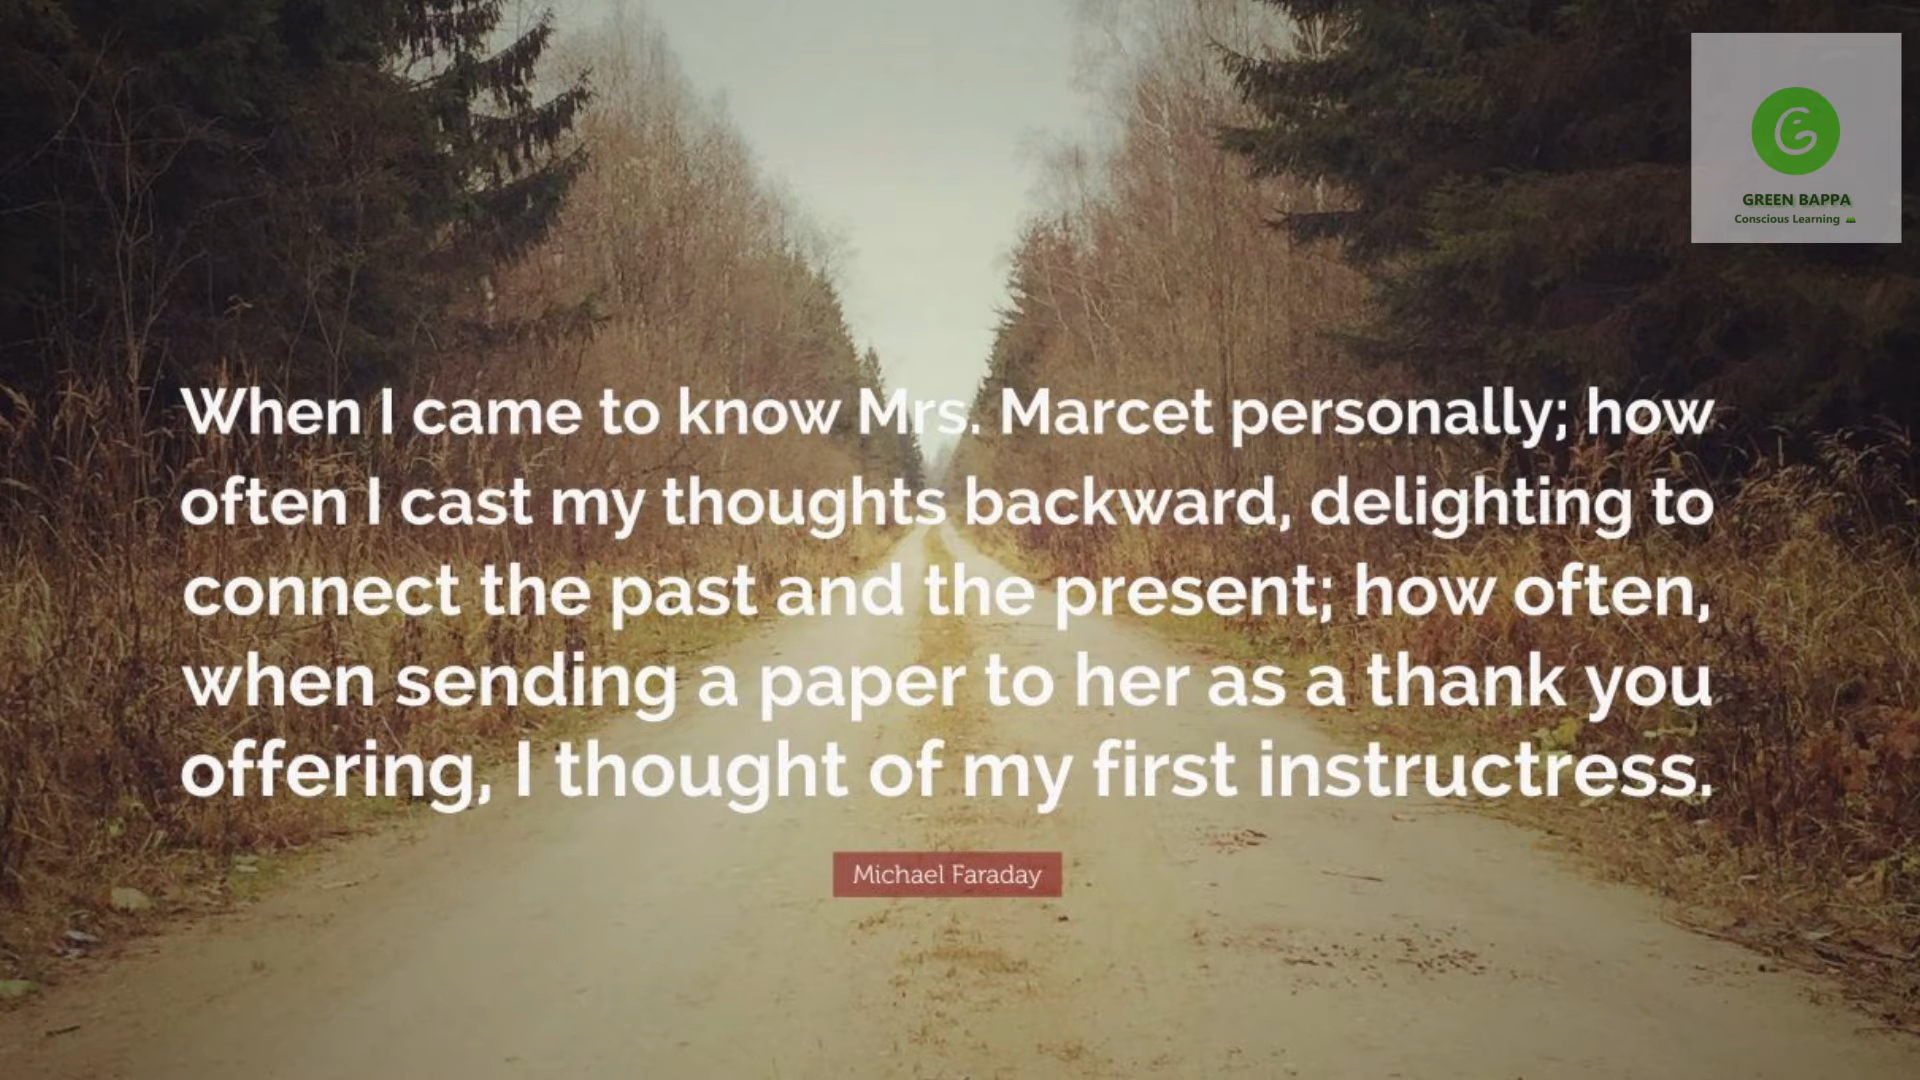 GREEN BAPPA
Conscious Learning
When I came to know Mrs. Marcet personally; how
often I cast my thoughts backward, delighting to
connect the past and the present; how often,
when sending a paper to her as a thank you
offering, I thought of my first instructress.
Michael Faraday